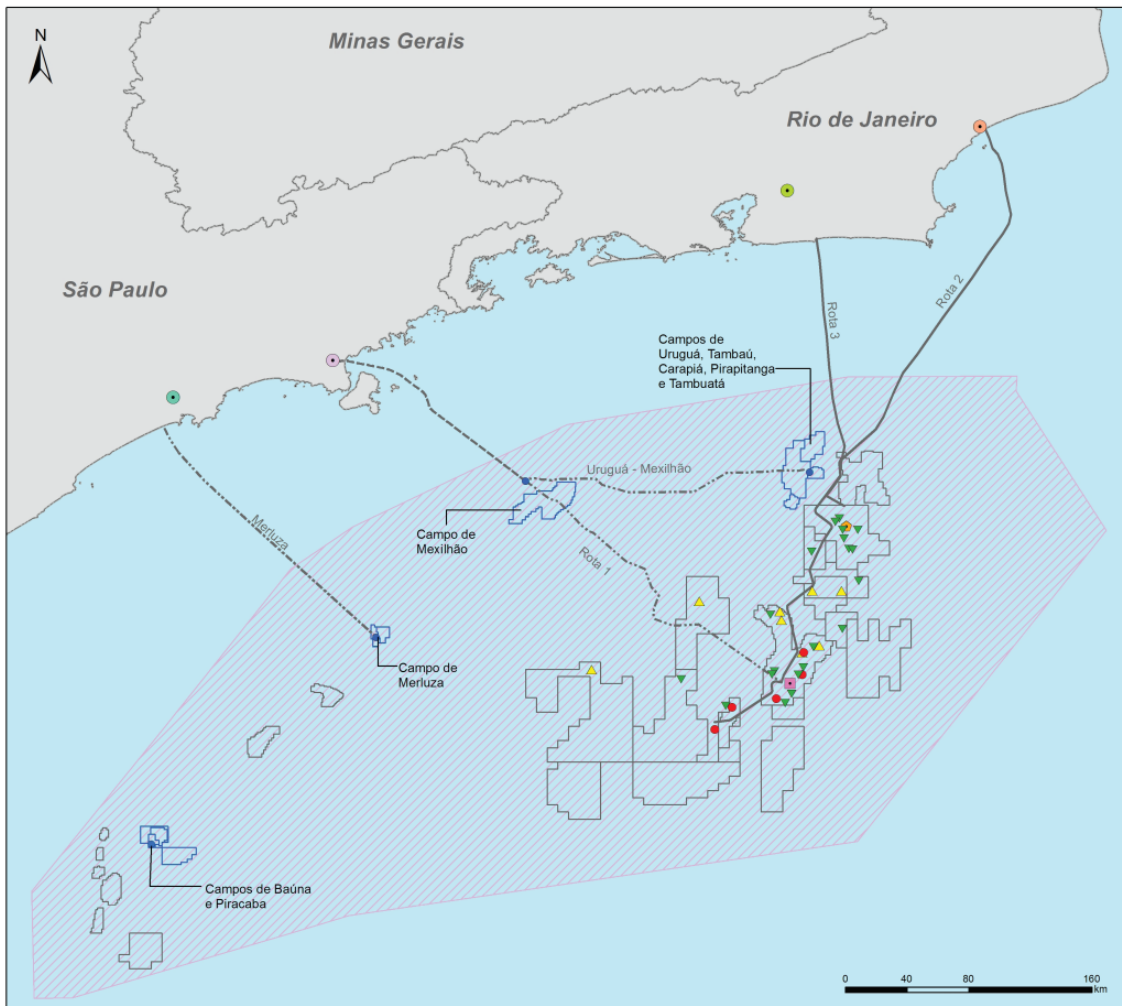 Minas Gerais
N
Rio de Janeiro
São Paulo
Rota 2
Rota 3
Campos de
Uruguá, Tambaú,
Carapiá, Pirapitanga
e Tambuatá
Uruguá - Mexilhão
Merluza
Campo de
Mexilhão
Rota 1
Campo de
Merluza
Campos de Baúna
e Piracaba
0 40 80 160
km